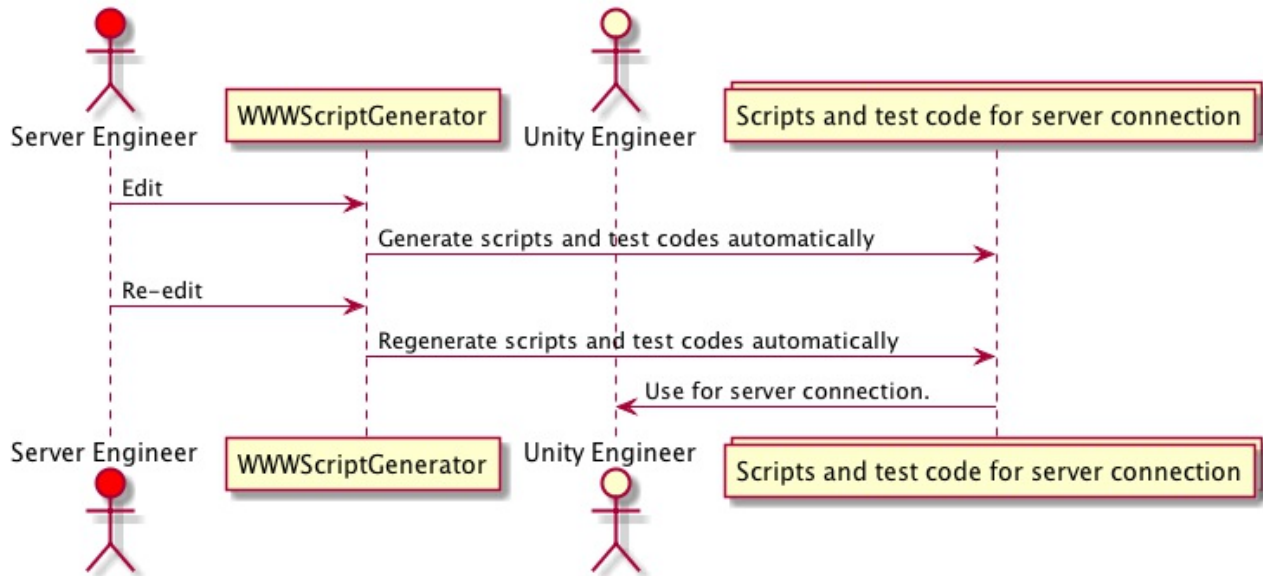 Server Engineer
WWWScriptGenerator
Unity Engineer
Scripts and test code for server connection
Edit
Generate scripts and test codes automatically
Re-edit
Regenerate scripts and test codes automatically
Use for server connection.
Server Engineer
WWWScriptGenerator
Unity Engineer
Scripts and test code for server connection